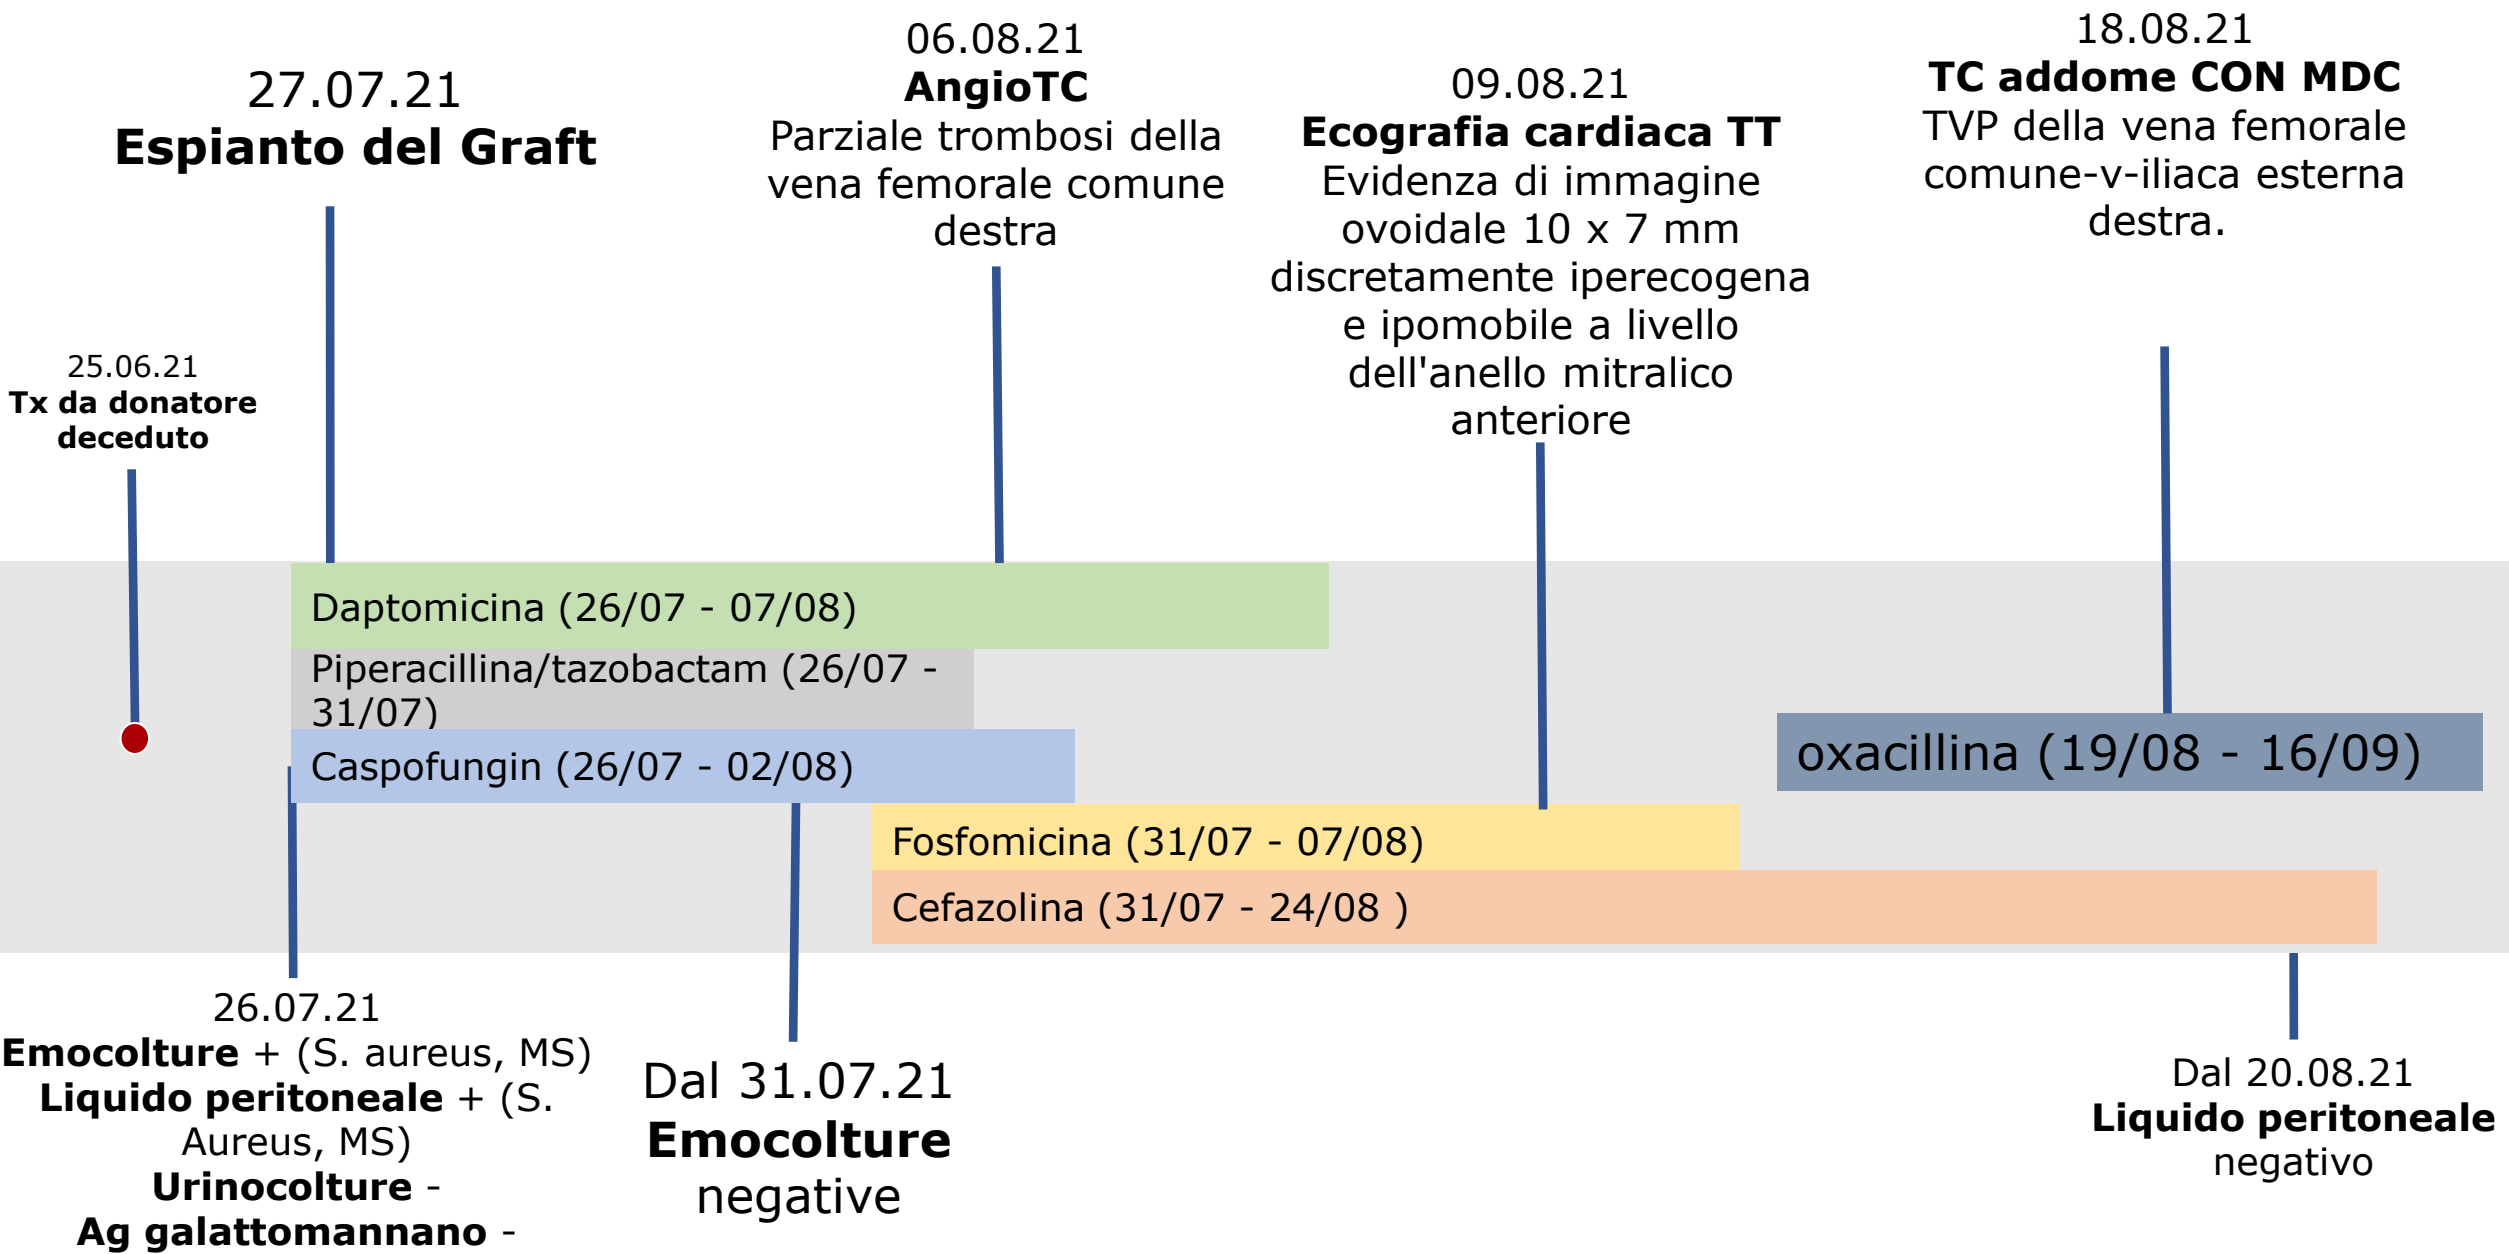 25.06.21
Tx da donatore
deceduto
27.07.21
Espianto del Graft
06.08.21
AngioTC
Parziale trombosi della
vena femorale comune
destra
09.08.21
Ecografia cardiaca TT
Evidenza di immagine
ovoidale 10 x 7 mm
discretamente iperecogena
e ipomobile a livello
dell'anello mitralico
anteriore
18.08.21
TC addome CON MDC
TVP della vena femorale
comune-v-iliaca esterna
destra.
Daptomicina (26/07 - 07/08)
Piperacillina/tazobactam (26/07 -
31/07)
Caspofungin (26/07 - 02/08)
oxacillina (19/08 - 16/09)
Fosfomicina (31/07 - 07/08)
Cefazolina (31/07 - 24/08 )
26.07.21
Emocolture + (S. aureus, MS)
Liquido peritoneale + (S.
Aureus, MS)
Urinocolture -
Ag galattomannano -
Dal 31.07.21
Emocolture
negative
Dal 20.08.21
Liquido peritoneale
negativo